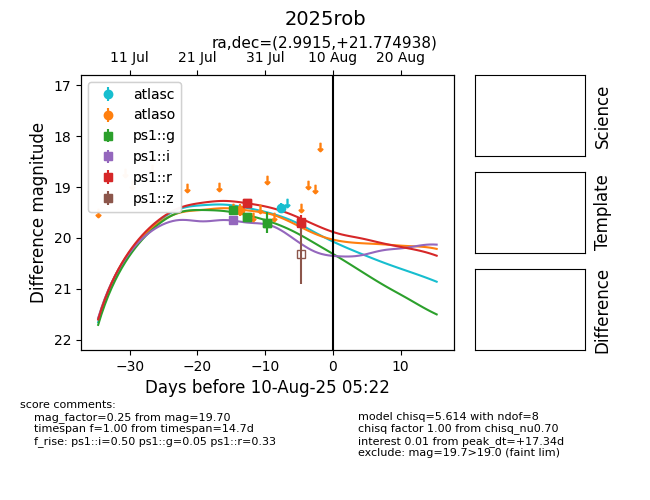 2025rob
ra,dec=(2.9915,+21.774938)
11 Jul 21 Jul 31 Jul 10 Aug 20 Aug
17
18
19
20
21
22
Difference magnitude
atlasc
atlaso
ps1::g
ps1::i
ps1::r
ps1::z
−30 −20 −10 0 10
Days before 10-Aug-25 05:22
Science
Template
Difference
score comments:
mag_factor=0.25 from mag=19.70
timespan f=1.00 from timespan=14.7d
f_rise: ps1::i=0.50 ps1::g=0.05 ps1::r=0.33
model chisq=5.614 with ndof=8
chisq factor 1.00 from chisq_nu0.70
interest 0.01 from peak_dt=+17.34d
exclude: mag=19.7>19.0 (faint lim)